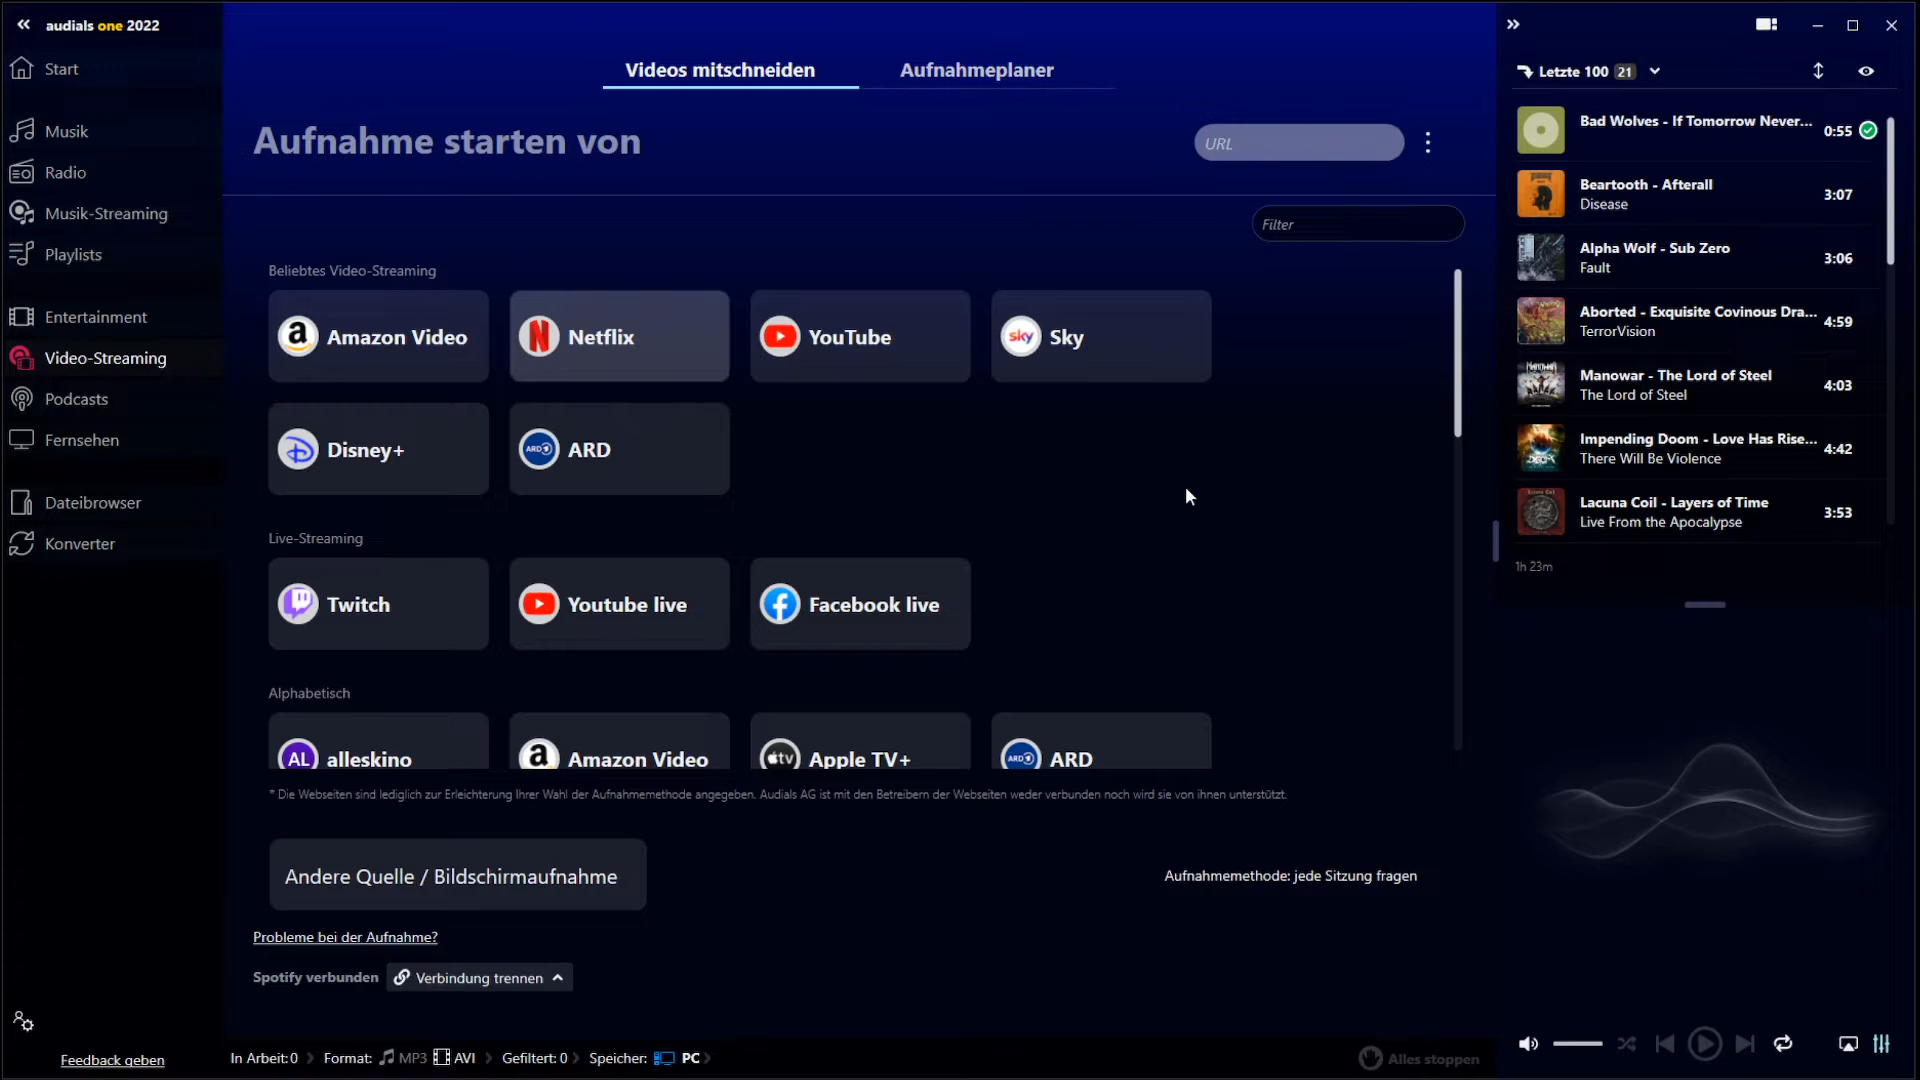 audials one 2022
Start
Musik
Radio
Musik-Streaming
Playlists
Entertainment
Video-Streaming
Podcasts
Fernsehen
Dateibrowser
Konverter
Feedback geben
Videos mitschneiden
Aufnahmeplaner
Aufnahme starten von
URL
Filter
Beliebtes Video-Streaming
Amazon Video
Netflix
YouTube
sky Sky
Disney+
ARD ARD
Live-Streaming
Twitch
Youtube live
Facebook live
Alphabetisch
AL alleskino
Amazon Video
tv Apple TV+
ARD ARD
* Die Webseiten sind lediglich zur Erleichterung Ihrer Wahl der Aufnahmemethode angegeben. Audials AG ist mit den Betreibern der Webseiten weder verbunden noch wird sie von ihnen unterstützt.
Andere Quelle / Bildschirmaufnahme
Aufnahmemethode: jede Sitzung fragen
Probleme bei der Aufnahme?
Spotify verbunden Verbindung trennen
In Arbeit: 0 Format: MP3 AVI Gefiltert: 0 Speicher: PC
Alles stoppen
Letzte 100 21
Bad Wolves - If Tomorrow Never... 0:55
Beartooth - Afterall
Disease
3:07
Alpha Wolf - Sub Zero
Fault
3:06
Aborted - Exquisite Covinous Dra...
TerrorVision
4:59
Manowar - The Lord of Steel
The Lord of Steel
4:03
Impending Doom - Love Has Rise...
There Will Be Violence
4:42
Lacuna Coil - Layers of Time
Live From the Apocalypse
3:53
1h 23m